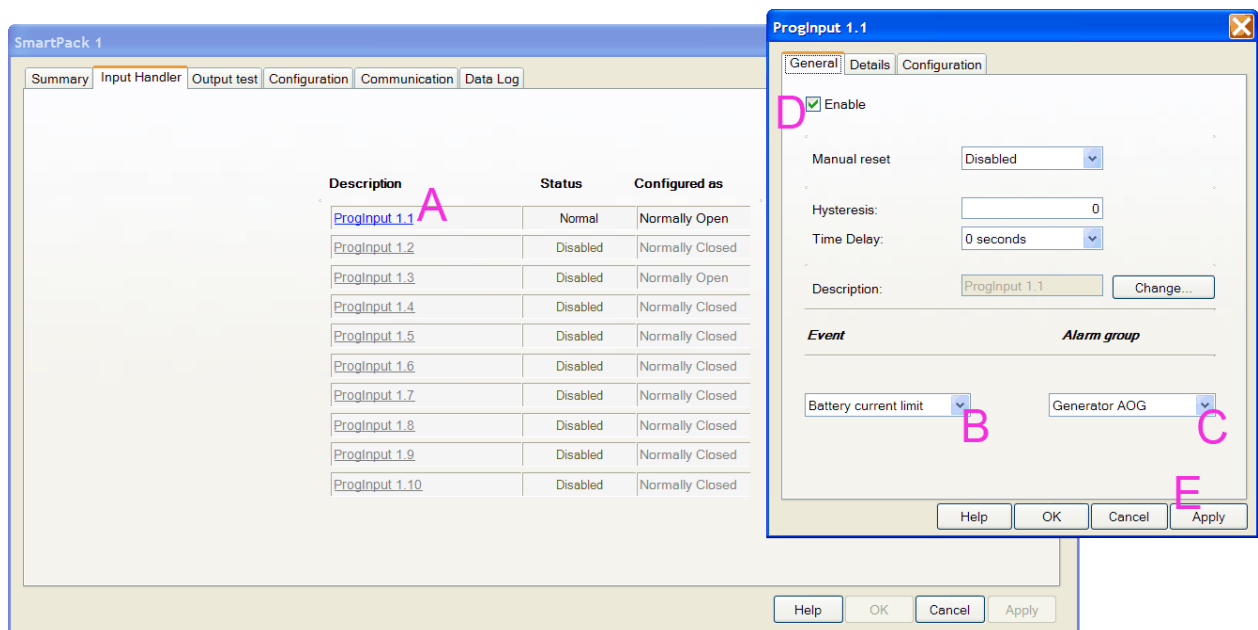 SmartPack 1
Summary Input Handler Output test Configuration Communication Data Log
Description Status Configured as
ProgInput 1.1 A Normal Normally Open
ProgInput 1.2 Disabled Normally Closed
ProgInput 1.3 Disabled Normally Open
ProgInput 1.4 Disabled Normally Closed
ProgInput 1.5 Disabled Normally Closed
ProgInput 1.6 Disabled Normally Closed
ProgInput 1.7 Disabled Normally Closed
ProgInput 1.8 Disabled Normally Closed
ProgInput 1.9 Disabled Normally Closed
ProgInput 1.10 Disabled Normally Closed
Help OK Cancel Apply
ProgInput 1.1
General Details Configuration
D Enable
Manual reset Disabled
Hysteresis: 0
Time Delay: 0 seconds
Description: ProgInput 1.1 Change...
Event Alarm group
Battery current limit B Generator AOG C
E
Help OK Cancel Apply